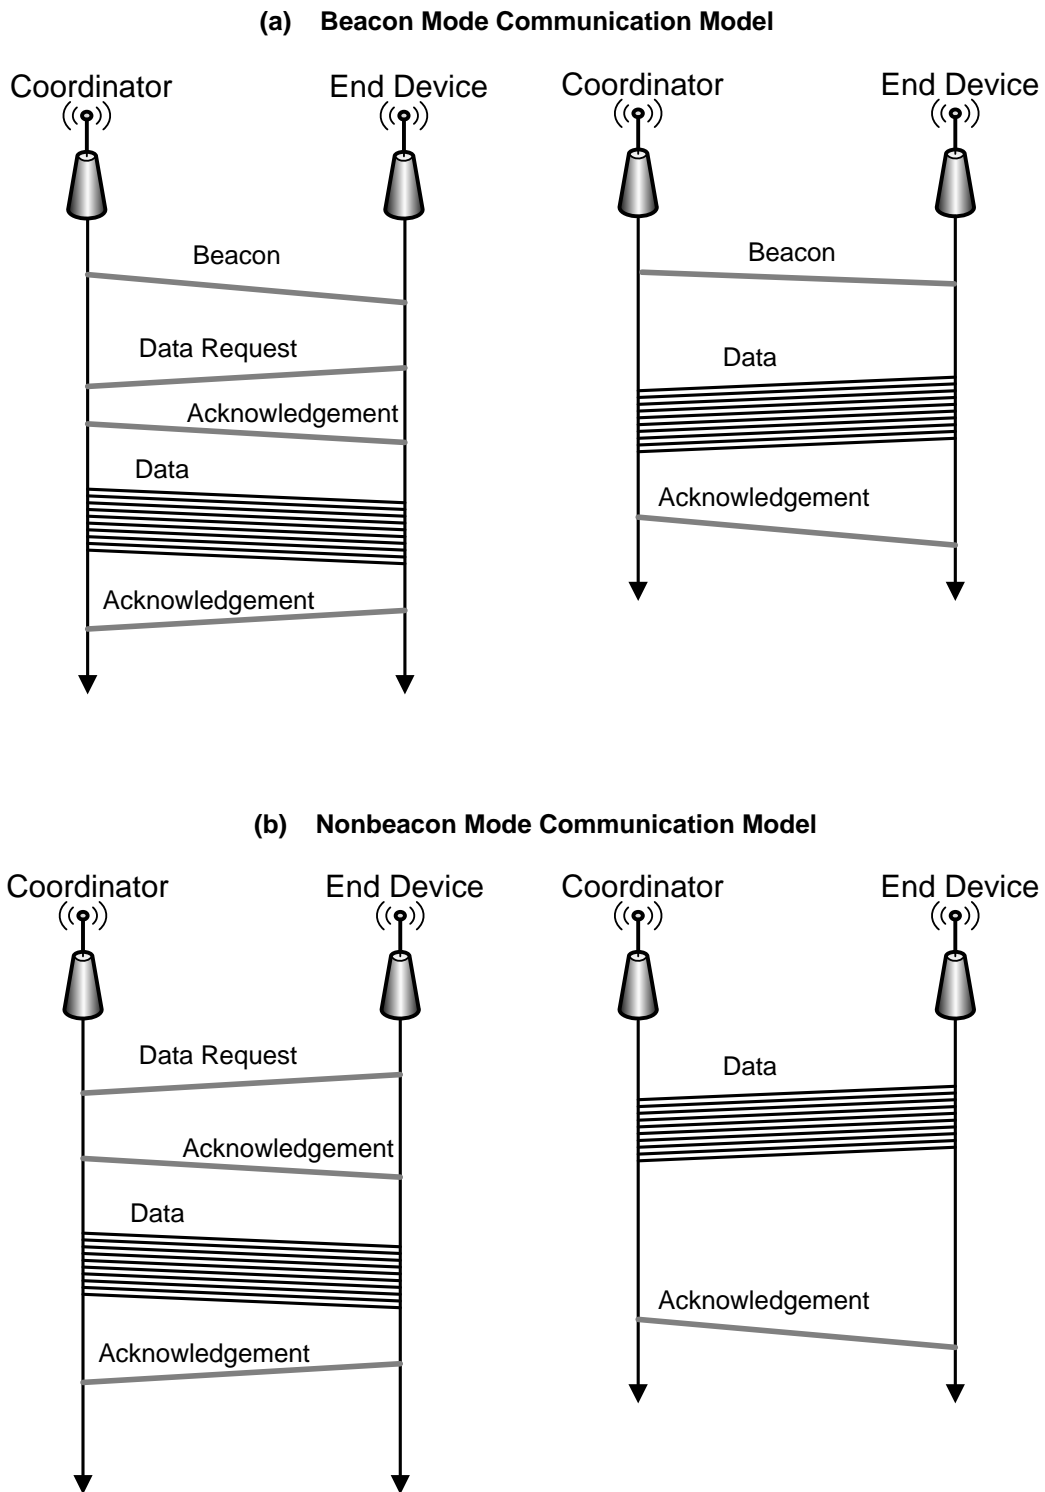 (a) Beacon Mode Communication Model
Coordinator
End Device
Beacon
Data Request
Acknowledgement
Data
Acknowledgement
Coordinator
End Device
Beacon
Data
Acknowledgement
(b) Nonbeacon Mode Communication Model
Coordinator
End Device
Data Request
Acknowledgement
Data
Acknowledgement
Coordinator
End Device
Data
Acknowledgement